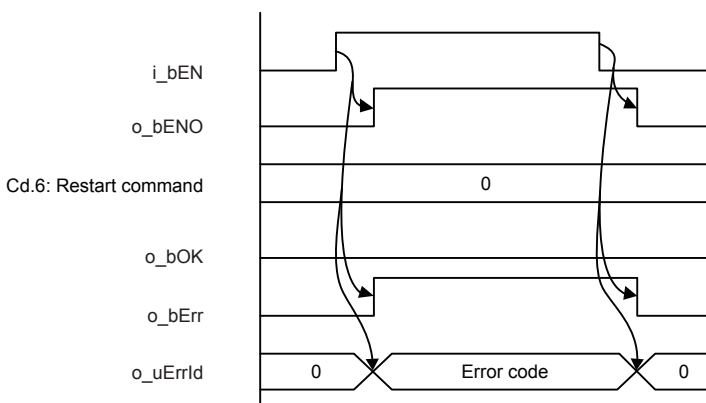 i_bEN
o_bENO
Cd.6: Restart command
0
o_bOK
o_bErr
o_uErrId
0
Error code
0